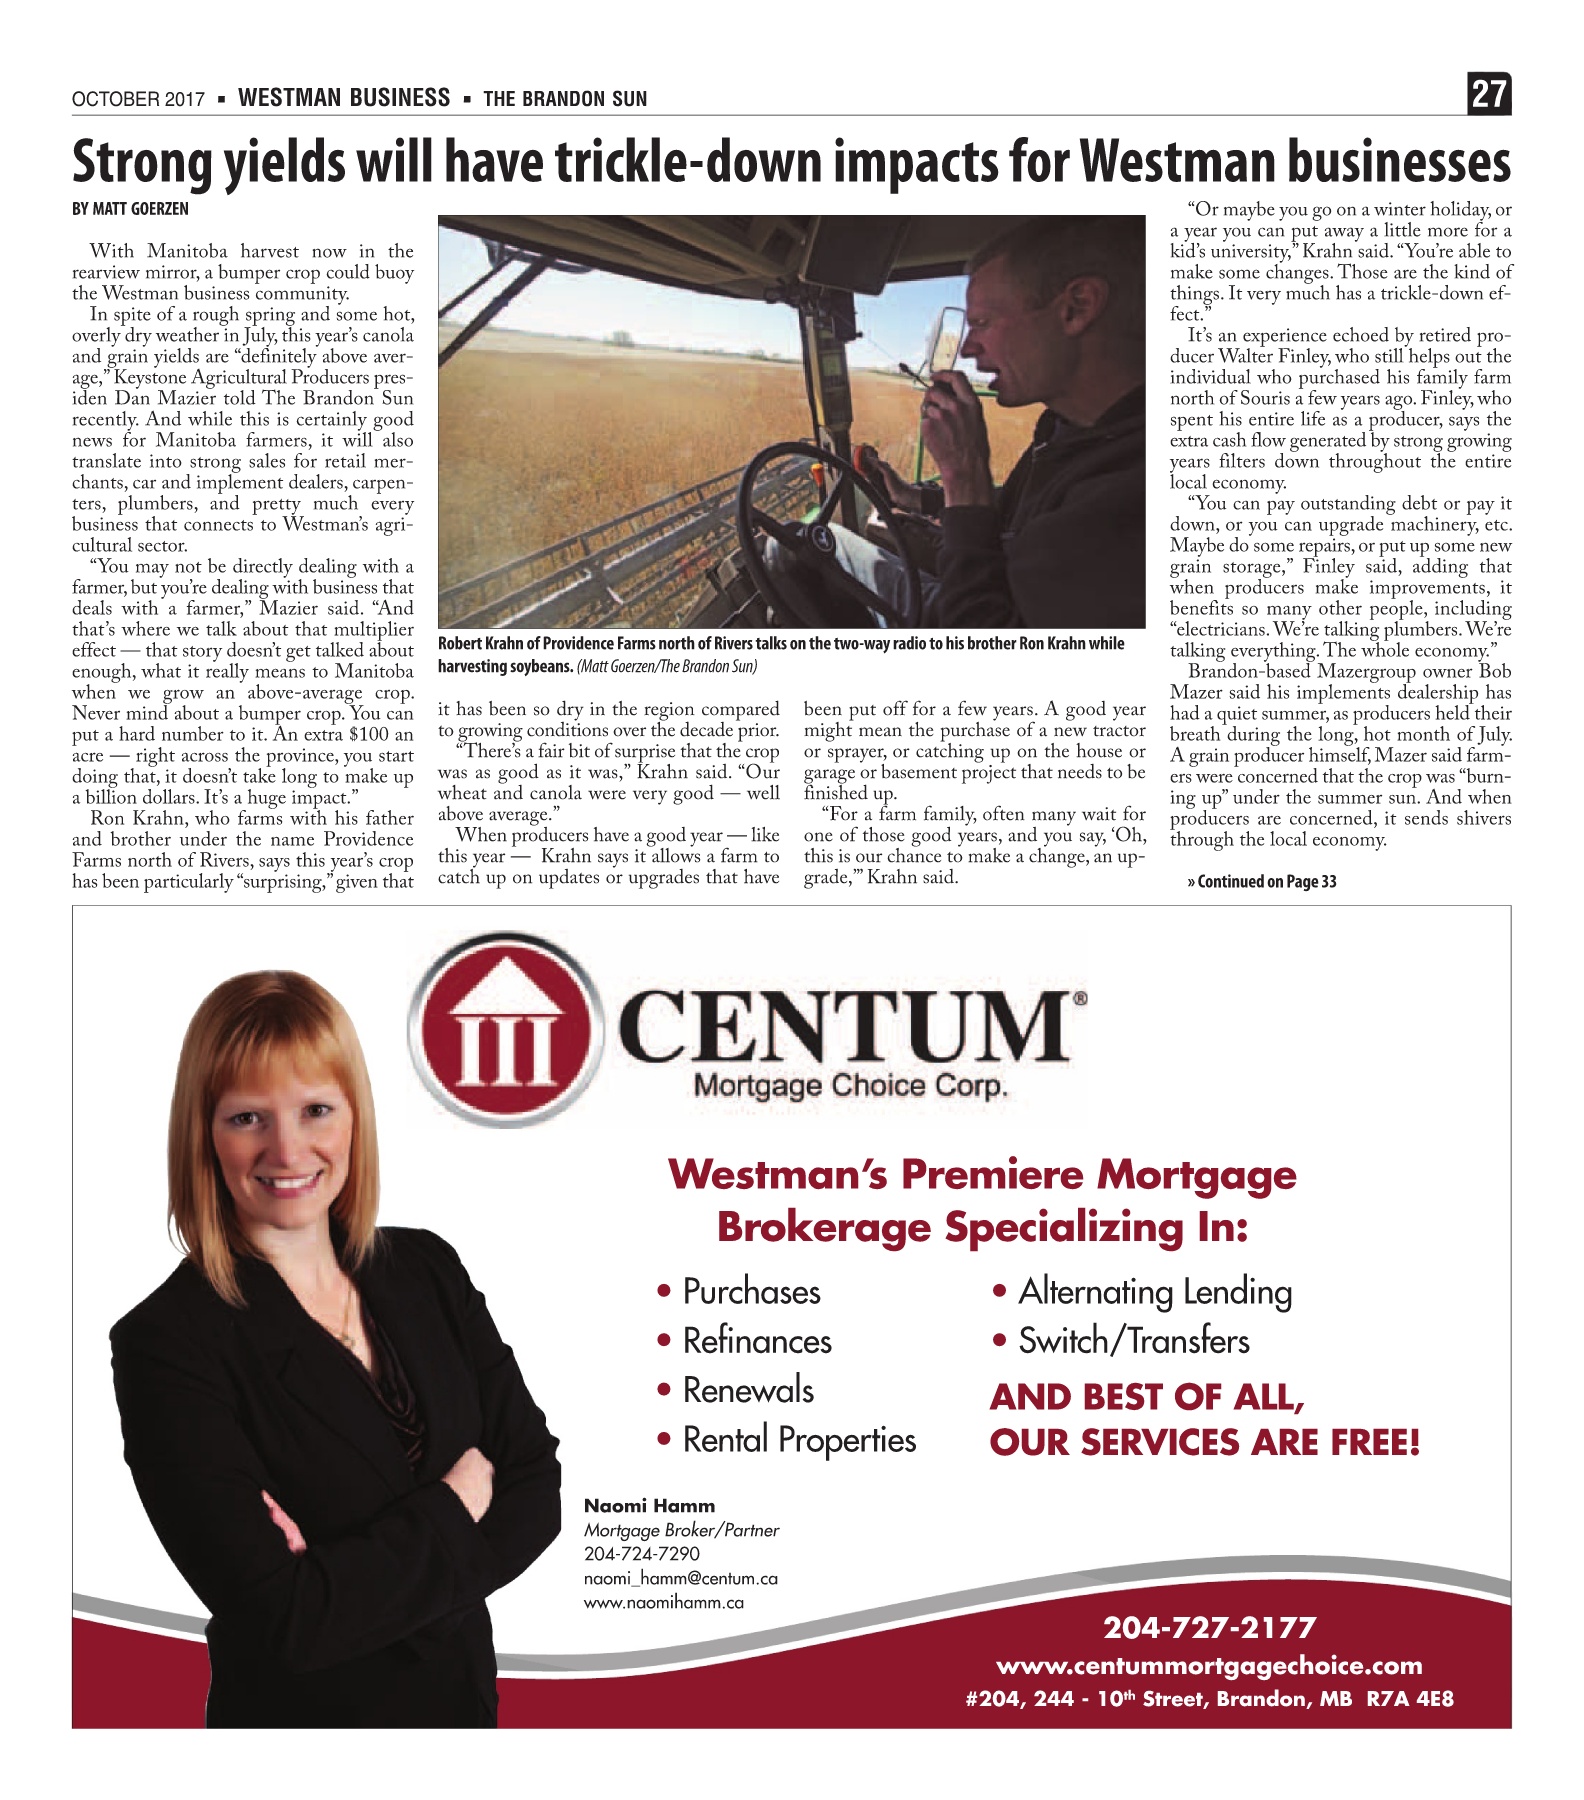 OCTOBER 2017 ▪ WESTMAN BUSINESS ▪ THE BRANDON SUN
27
Strong yields will have trickle-down impacts for Westman businesses
BY MATT GOERZEN
With Manitoba harvest now in the
rearview mirror, a bumper crop could buoy
the Westman business community.
In spite of a rough spring and some hot,
overly dry weather in July, this year’s canola
and grain yields are “definitely above aver-
age,” Keystone Agricultural Producers pres-
iden Dan Mazier told The Brandon Sun
recently. And while this is certainly good
news for Manitoba farmers, it will also
translate into strong sales for retail mer-
chants, car and implement dealers, carpen-
ters, plumbers, and pretty much every
business that connects to Westman’s agri-
cultural sector.
“You may not be directly dealing with a
farmer, but you’re dealing with business that
deals with a farmer,” Mazier said. “And
that’s where we talk about that multiplier
effect — that story doesn’t get talked about
enough, what it really means to Manitoba
when we grow an above-average crop.
Never mind about a bumper crop. You can
put a hard number to it. An extra $100 an
acre — right across the province, you start
doing that, it doesn’t take long to make up
a billion dollars. It’s a huge impact.”
Ron Krahn, who farms with his father
and brother under the name Providence
Farms north of Rivers, says this year’s crop
has been particularly “surprising,” given that
Robert Krahn of Providence Farms north of Rivers talks on the two-way radio to his brother Ron Krahn while
harvesting soybeans. (Matt Goerzen/The Brandon Sun)
it has been so dry in the region compared
to growing conditions over the decade prior.
“There’s a fair bit of surprise that the crop
was as good as it was,” Krahn said. “Our
wheat and canola were very good — well
above average.”
When producers have a good year — like
this year — Krahn says it allows a farm to
catch up on updates or upgrades that have
been put off for a few years. A good year
might mean the purchase of a new tractor
or sprayer, or catching up on the house or
garage or basement project that needs to be
finished up.
“For a farm family, often many wait for
one of those good years, and you say, ‘Oh,
this is our chance to make a change, an up-
grade,’” Krahn said.
“Or maybe you go on a winter holiday, or
a year you can put away a little more for a
kid’s university,” Krahn said. “You’re able to
make some changes. Those are the kind of
things. It very much has a trickle-down ef-
fect.”
It’s an experience echoed by retired pro-
ducer Walter Finley, who still helps out the
individual who purchased his family farm
north of Souris a few years ago. Finley, who
spent his entire life as a producer, says the
extra cash flow generated by strong growing
years filters down throughout the entire
local economy.
“You can pay outstanding debt or pay it
down, or you can upgrade machinery, etc.
Maybe do some repairs, or put up some new
grain storage,” Finley said, adding that
when producers make improvements, it
benefits so many other people, including
“electricians. We’re talking plumbers. We’re
talking everything. The whole economy.”
Brandon-based Mazergroup owner Bob
Mazer said his implements dealership has
had a quiet summer, as producers held their
breath during the long, hot month of July.
A grain producer himself, Mazer said farm-
ers were concerned that the crop was “burn-
ing up” under the summer sun. And when
producers are concerned, it sends shivers
through the local economy.
» Continued on Page 33
CENTUM®
Mortgage Choice Corp.
Westman’s Premiere Mortgage
Brokerage Specializing In:
• Purchases
• Refinances
• Renewals
• Rental Properties
• Alternating Lending
• Switch/Transfers
AND BEST OF ALL,
OUR SERVICES ARE FREE!
Naomi Hamm
Mortgage Broker/Partner
204-724-7290
naomi_hamm@centum.ca
www.naomihamm.ca
204-727-2177
www.centummortgagechoice.com
#204, 244 - 10th Street, Brandon, MB R7A 4E8